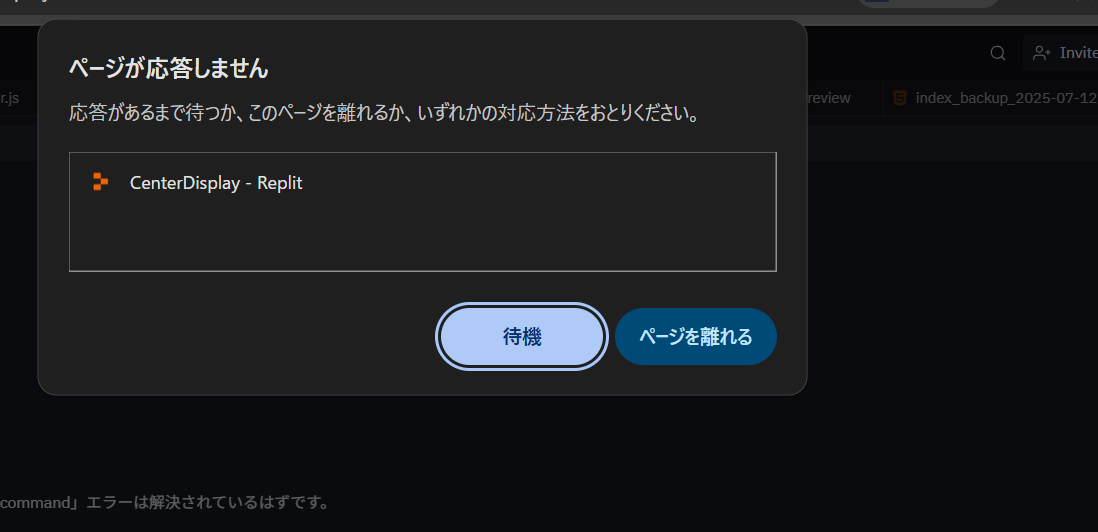 ページが応答しません
Invite
応答があるまで待つか、このページを離れるか、いずれかの対応方法をおとりください。
r.js
review
index_backup_2025-07-12
CenterDisplay - Replit
待機
ページを離れる
command」エラーは解決されているはずです。